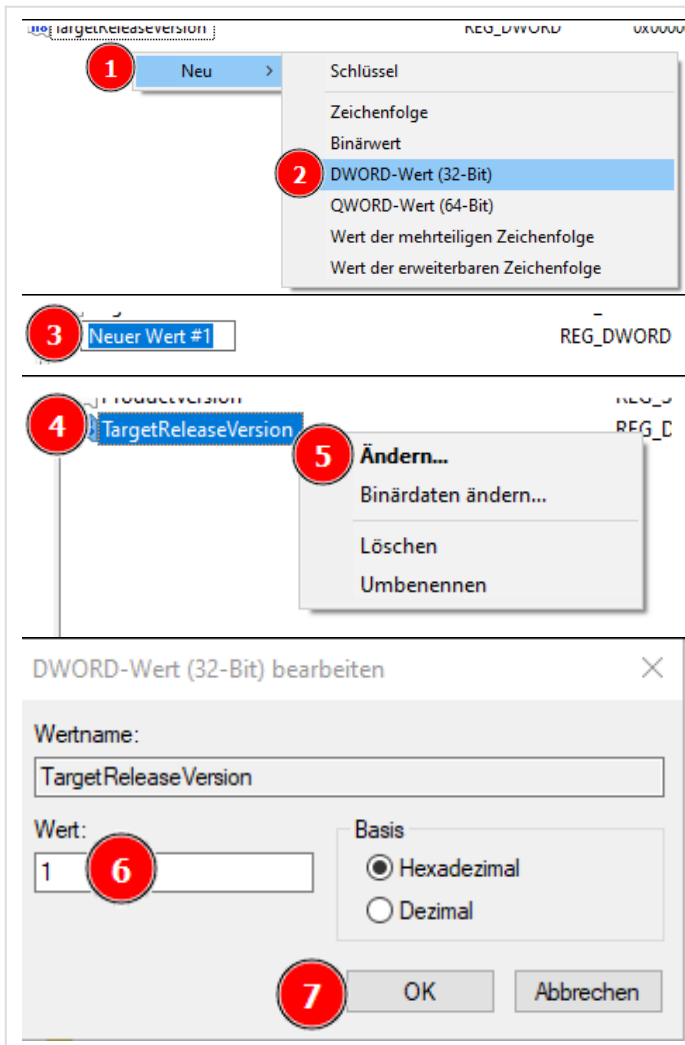 TargetReleaseVersion REG_DWORD
1 Neu > Schlüssel
Zeichenfolge
Binärwert
2 DWORD-Wert (32-Bit)
QWORD-Wert (64-Bit)
Wert der mehrteiligen Zeichenfolge
Wert der erweiterbaren Zeichenfolge
3 Neuer Wert #1 REG_DWORD
ProductVersion
4 TargetReleaseVersion REG_D
5 Ändern...
Binärdaten ändern...
Löschen
Umbenennen
DWORD-Wert (32-Bit) bearbeiten
Wertname:
TargetReleaseVersion
Wert: Basis
1 6 Hexadezimal
Dezimal
7 OK Abbrechen